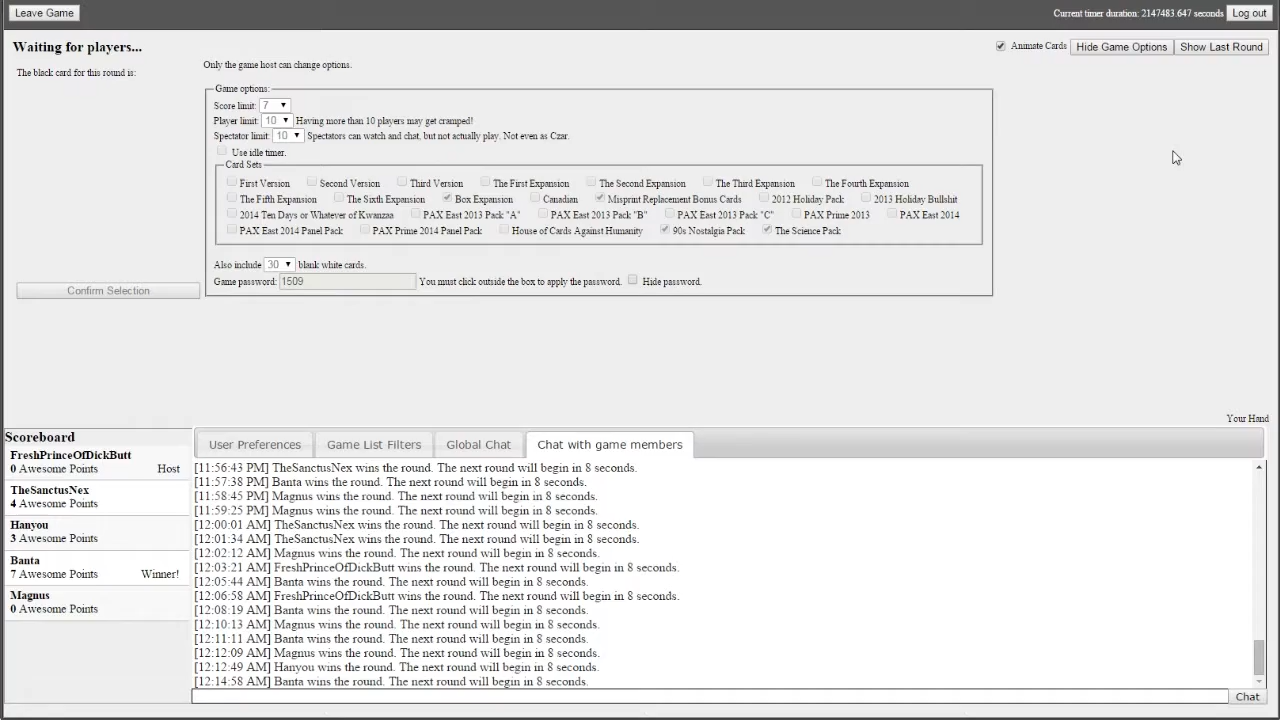 Leave Game
Current timer duration: 2147483.647 seconds Log out
Waiting for players...
Animate Cards Hide Game Options Show Last Round
The black card for this round is:
Only the game host can change options.
Game options:
Score limit: 7
Player limit: 10 Having more than 10 players may get cramped!
Spectator limit: 10 Spectators can watch and chat, but not actually play. Not even as Czar.
Use idle timer.
Card Sets
First Version Second Version Third Version The First Expansion The Second Expansion The Third Expansion The Fourth Expansion
The Fifth Expansion The Sixth Expansion Box Expansion Canadian Misprint Replacement Bonus Cards 2012 Holiday Pack 2013 Holiday Bullshit
2014 Ten Days or Whatever of Kwanzaa PAX East 2013 Pack "A" PAX East 2013 Pack "B" PAX East 2013 Pack "C" PAX Prime 2013 PAX East 2014
PAX East 2014 Panel Pack PAX Prime 2014 Panel Pack House of Cards Against Humanity 90s Nostalgia Pack The Science Pack
Also include 30 blank white cards.
Game password: 1509 You must click outside the box to apply the password. Hide password.
Confirm Selection
Your Hand
Scoreboard
FreshPrinceOfDickButt
0 Awesome Points Host
TheSanctusNex
4 Awesome Points
Hanyou
3 Awesome Points
Banta
7 Awesome Points Winner!
Magnus
0 Awesome Points
User Preferences Game List Filters Global Chat Chat with game members
[11:56:43 PM] TheSanctusNex wins the round. The next round will begin in 8 seconds.
[11:57:38 PM] Banta wins the round. The next round will begin in 8 seconds.
[11:58:45 PM] Magnus wins the round. The next round will begin in 8 seconds.
[11:59:25 PM] Magnus wins the round. The next round will begin in 8 seconds.
[12:00:01 AM] TheSanctusNex wins the round. The next round will begin in 8 seconds.
[12:01:34 AM] TheSanctusNex wins the round. The next round will begin in 8 seconds.
[12:02:12 AM] Magnus wins the round. The next round will begin in 8 seconds.
[12:03:21 AM] FreshPrinceOfDickButt wins the round. The next round will begin in 8 seconds.
[12:05:44 AM] Banta wins the round. The next round will begin in 8 seconds.
[12:06:58 AM] FreshPrinceOfDickButt wins the round. The next round will begin in 8 seconds.
[12:08:19 AM] Banta wins the round. The next round will begin in 8 seconds.
[12:10:13 AM] Magnus wins the round. The next round will begin in 8 seconds.
[12:11:11 AM] Banta wins the round. The next round will begin in 8 seconds.
[12:12:09 AM] Magnus wins the round. The next round will begin in 8 seconds.
[12:12:49 AM] Hanyou wins the round. The next round will begin in 8 seconds.
[12:14:58 AM] Banta wins the round. The next round will begin in 8 seconds.
Chat